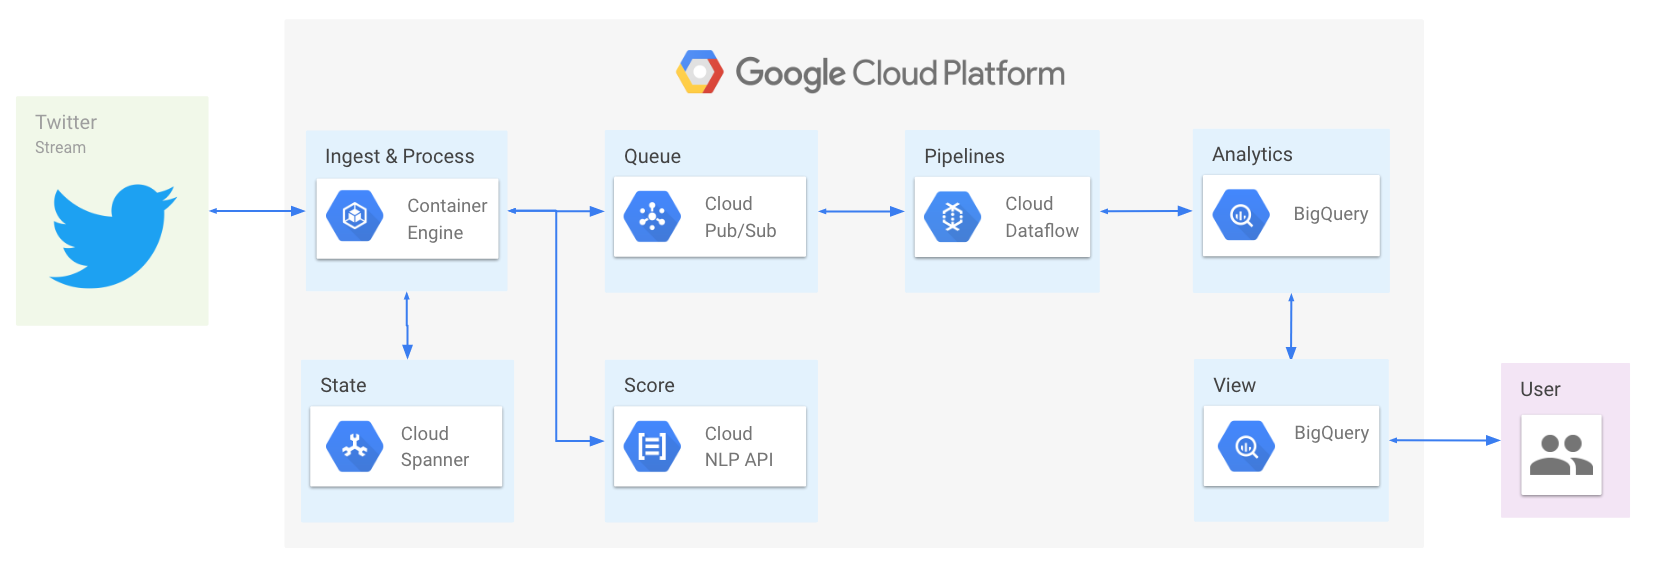 Google Cloud Platform
Twitter
Stream
Ingest & Process
Container
Engine
Queue
Cloud
Pub/Sub
Pipelines
Cloud
Dataflow
Analytics
BigQuery
State
Cloud
Spanner
Score
Cloud
NLP API
View
BigQuery
User